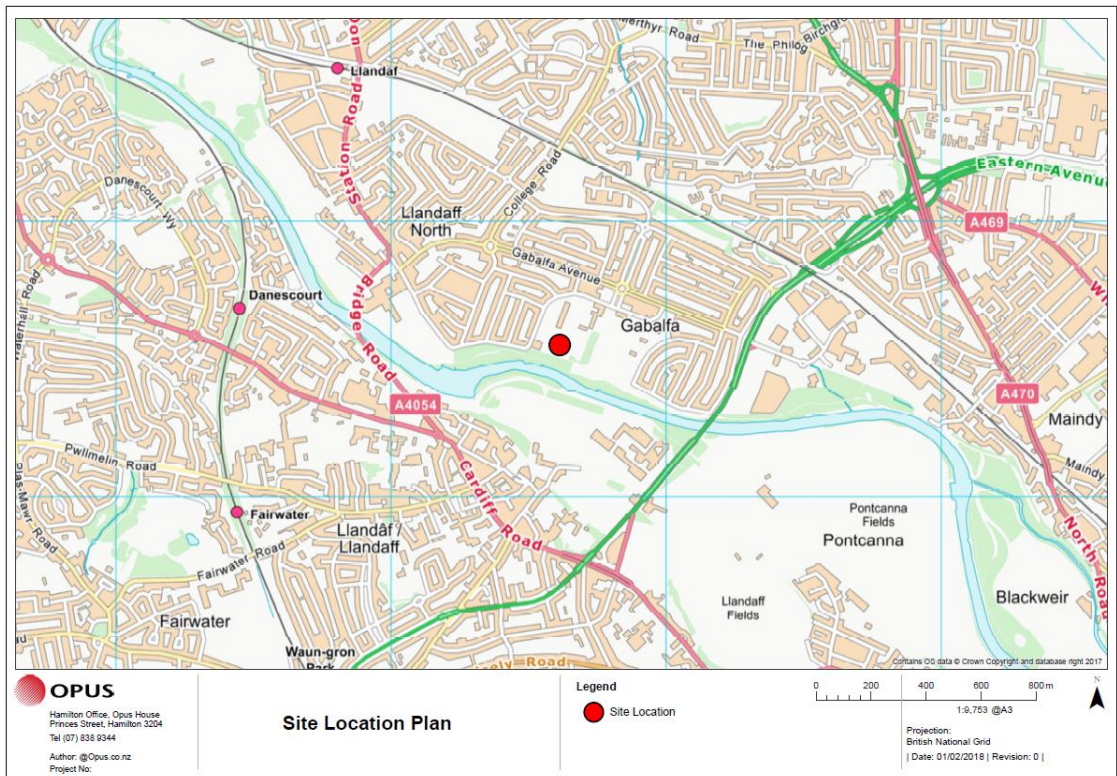 Merthyr Road
The Philog
Birchgro
Llandaf
Station Road
Eastern Avenue
College Road
Danescourt Wy
Llandaff
North
A469
Gabalfa Avenue
Danescourt
Bridge Road
Gabalfa
A4054
A470
Maindy
Maindy
Pwllmelin Road
Plas-Mawr Road
Cardiff Road
Fairwater
Llandâf /
Llandaff
Pontcanna
Fields
Pontcanna
North Road
Fairwater Road
Llandaff
Fields
Blackweir
Fairwater
Waun-gron
Park
Contains OS data © Crown Copyright and database right 2017
OPUS
Hamilton Office, Opus House
Princes Street, Hamilton 3204
Tel (07) 838 9344
Author: @Opus.co.nz
Project No:
Site Location Plan
Legend
Site Location
0 200 400 600 800 m
1:9,753 @A3
N
Projection:
British National Grid
| Date: 01/02/2018 | Revision: 0 |